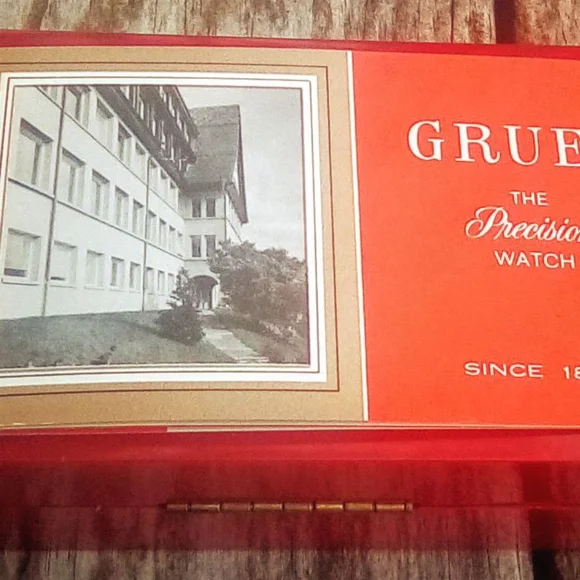 GRUE
THE
Precision
WATCH
SINCE 18